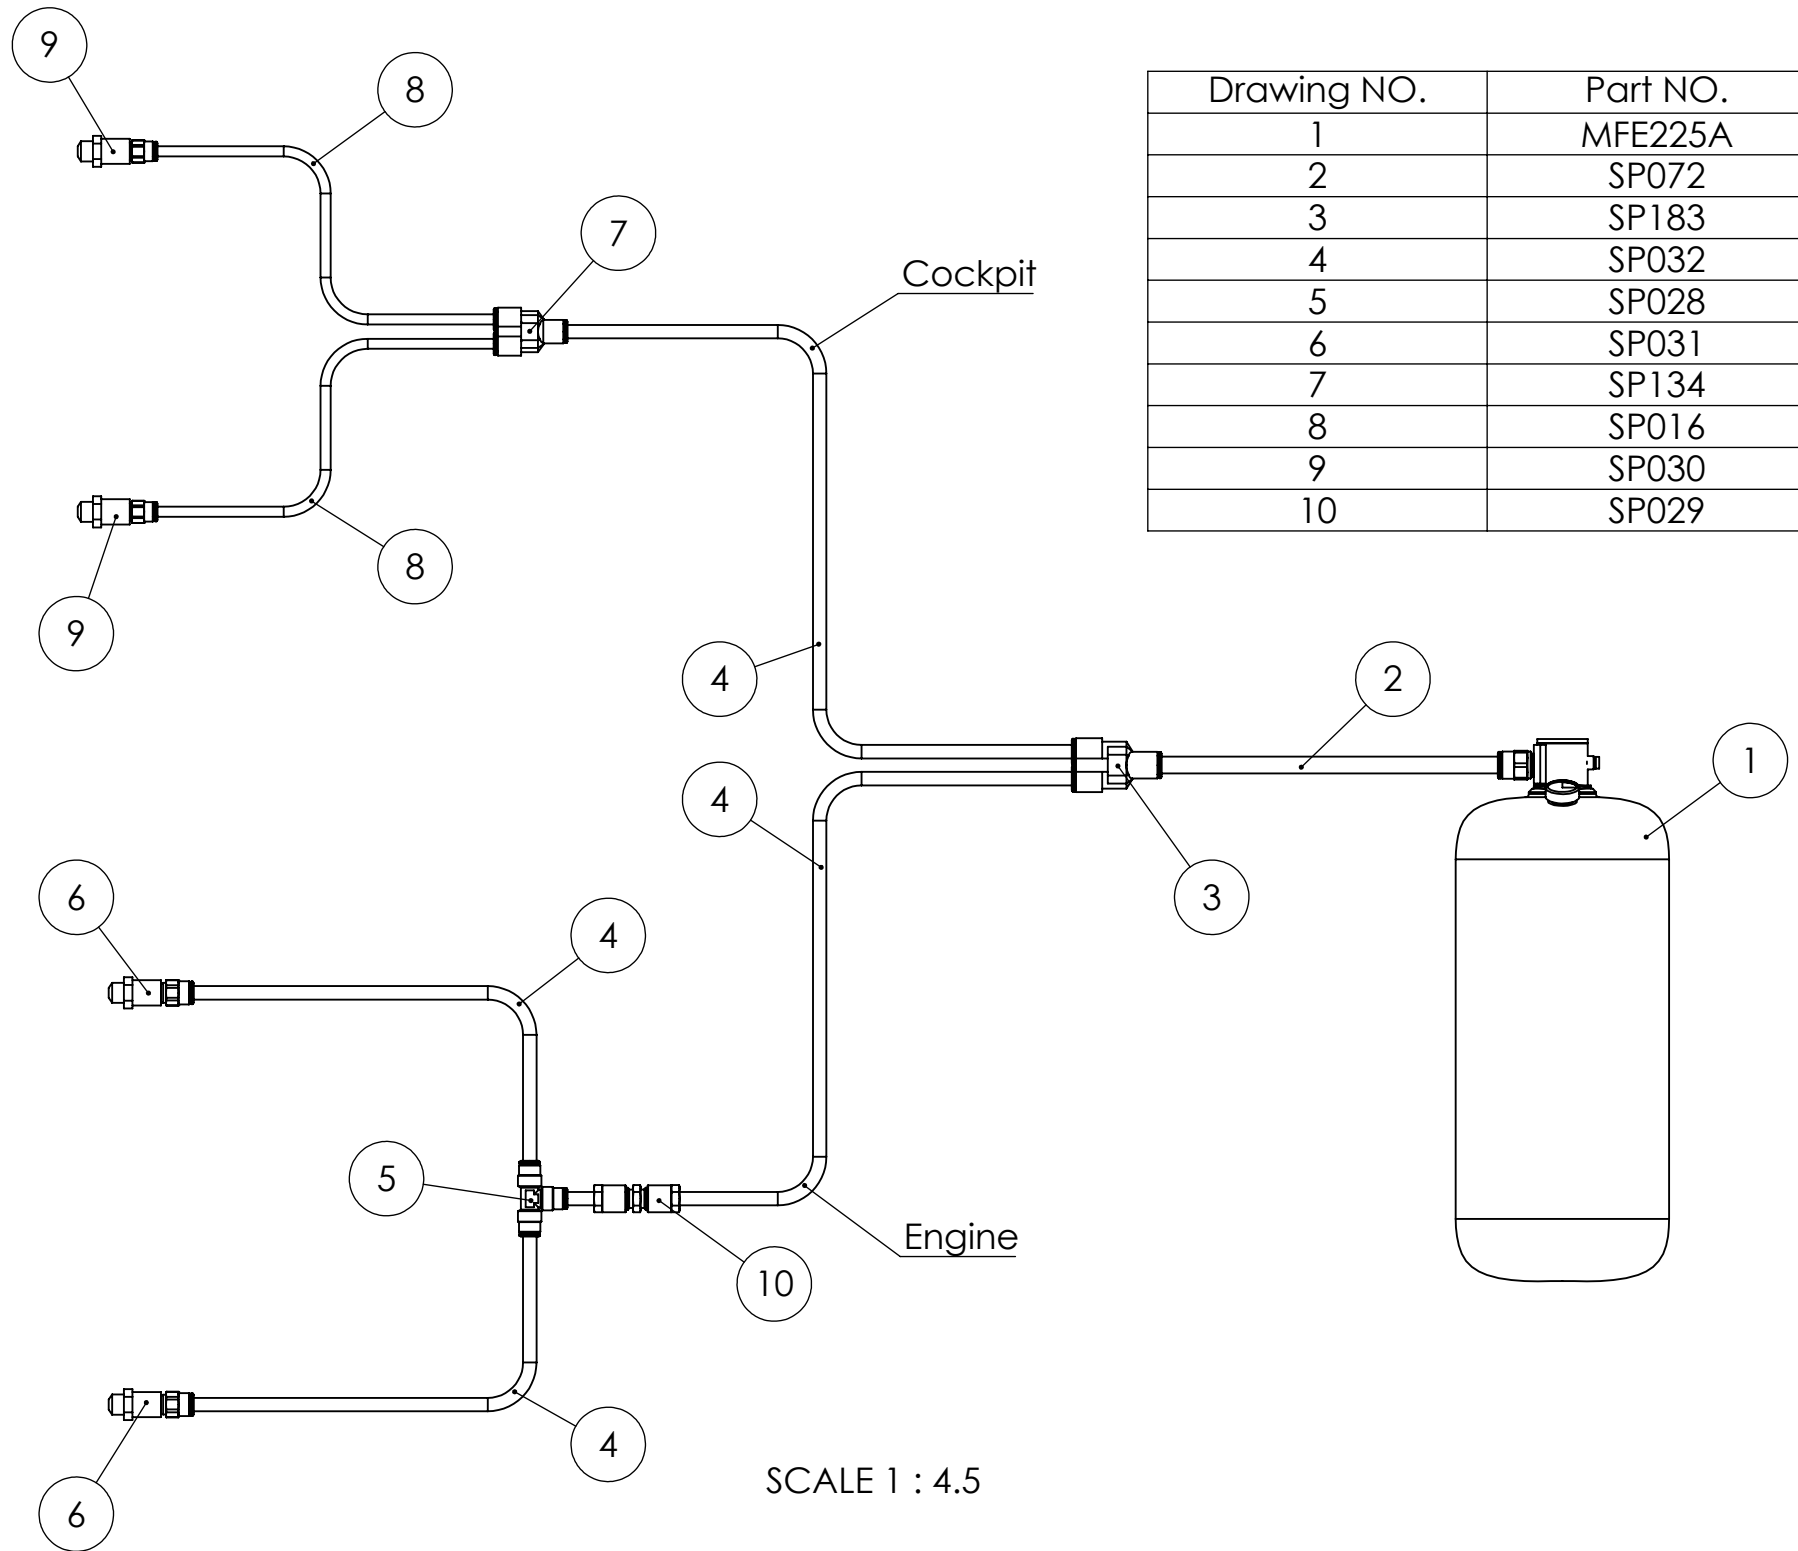 9
8
Drawing NO. Part NO.
1 MFE225A
2 SP072
3 SP183
4 SP032
5 SP028
6 SP031
7 SP134
8 SP016
9 SP030
10 SP029
7
Cockpit
8
9
4
2
1
4
3
6
4
5
Engine
10
4
SCALE 1 : 4.5
6